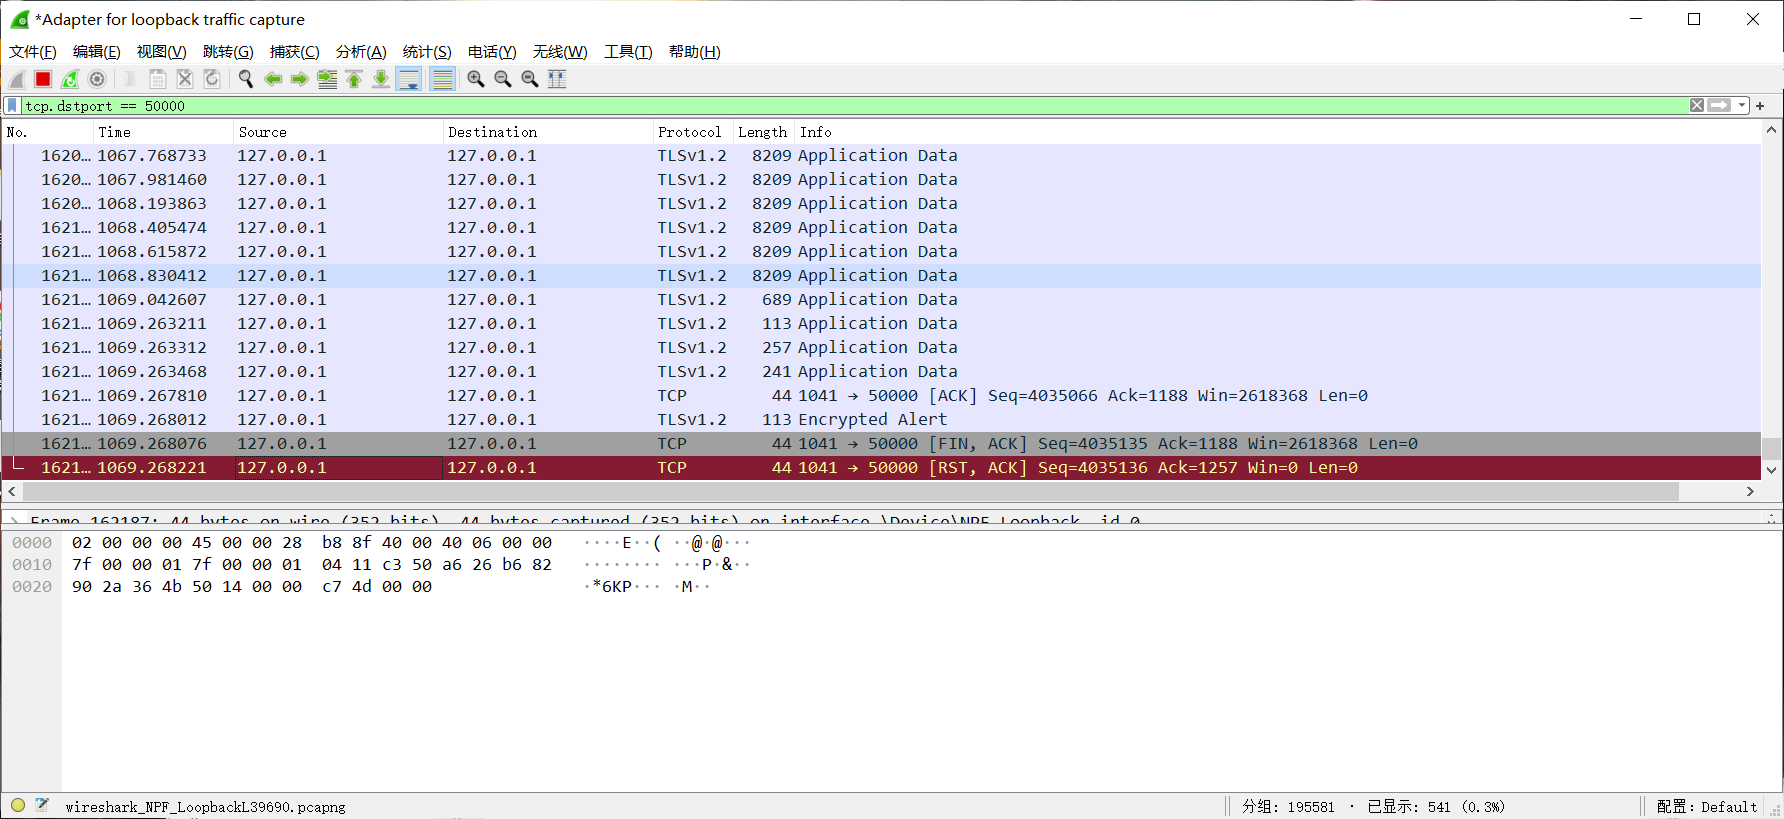 *Adapter for loopback traffic capture
文件(F) 编辑(E) 视图(V) 跳转(G) 捕获(C) 分析(A) 统计(S) 电话(Y) 无线(W) 工具(T) 帮助(H)
tcp.dstport == 50000
No. Time Source Destination Protocol Length Info
1620… 1067.768733 127.0.0.1 127.0.0.1 TLSv1.2 8209 Application Data
1620… 1067.981460 127.0.0.1 127.0.0.1 TLSv1.2 8209 Application Data
1620… 1068.193863 127.0.0.1 127.0.0.1 TLSv1.2 8209 Application Data
1621… 1068.405474 127.0.0.1 127.0.0.1 TLSv1.2 8209 Application Data
1621… 1068.615872 127.0.0.1 127.0.0.1 TLSv1.2 8209 Application Data
1621… 1068.830412 127.0.0.1 127.0.0.1 TLSv1.2 8209 Application Data
1621… 1069.042607 127.0.0.1 127.0.0.1 TLSv1.2 689 Application Data
1621… 1069.263211 127.0.0.1 127.0.0.1 TLSv1.2 113 Application Data
1621… 1069.263312 127.0.0.1 127.0.0.1 TLSv1.2 257 Application Data
1621… 1069.263468 127.0.0.1 127.0.0.1 TLSv1.2 241 Application Data
1621… 1069.267810 127.0.0.1 127.0.0.1 TCP 44 1041 → 50000 [ACK] Seq=4035066 Ack=1188 Win=2618368 Len=0
1621… 1069.268012 127.0.0.1 127.0.0.1 TLSv1.2 113 Encrypted Alert
1621… 1069.268076 127.0.0.1 127.0.0.1 TCP 44 1041 → 50000 [FIN, ACK] Seq=4035135 Ack=1188 Win=2618368 Len=0
1621… 1069.268221 127.0.0.1 127.0.0.1 TCP 44 1041 → 50000 [RST, ACK] Seq=4035136 Ack=1257 Win=0 Len=0
Frame 162187: 44 bytes on wire (352 bits), 44 bytes captured (352 bits) on interface \Device\NPF_Loopback, id 0
0000 02 00 00 00 45 00 00 28 b8 8f 40 00 40 06 00 00 ····E··( ··@·@···
0010 7f 00 00 01 7f 00 00 01 04 11 c3 50 a6 26 b6 82 ········ ···P·&··
0020 90 2a 36 4b 50 14 00 00 c7 4d 00 00 ·*6KP··· ·M··
wireshark_NPF_LoopbackL39690.pcapng 分组: 195581 · 已显示: 541 (0.3%) 配置: Default